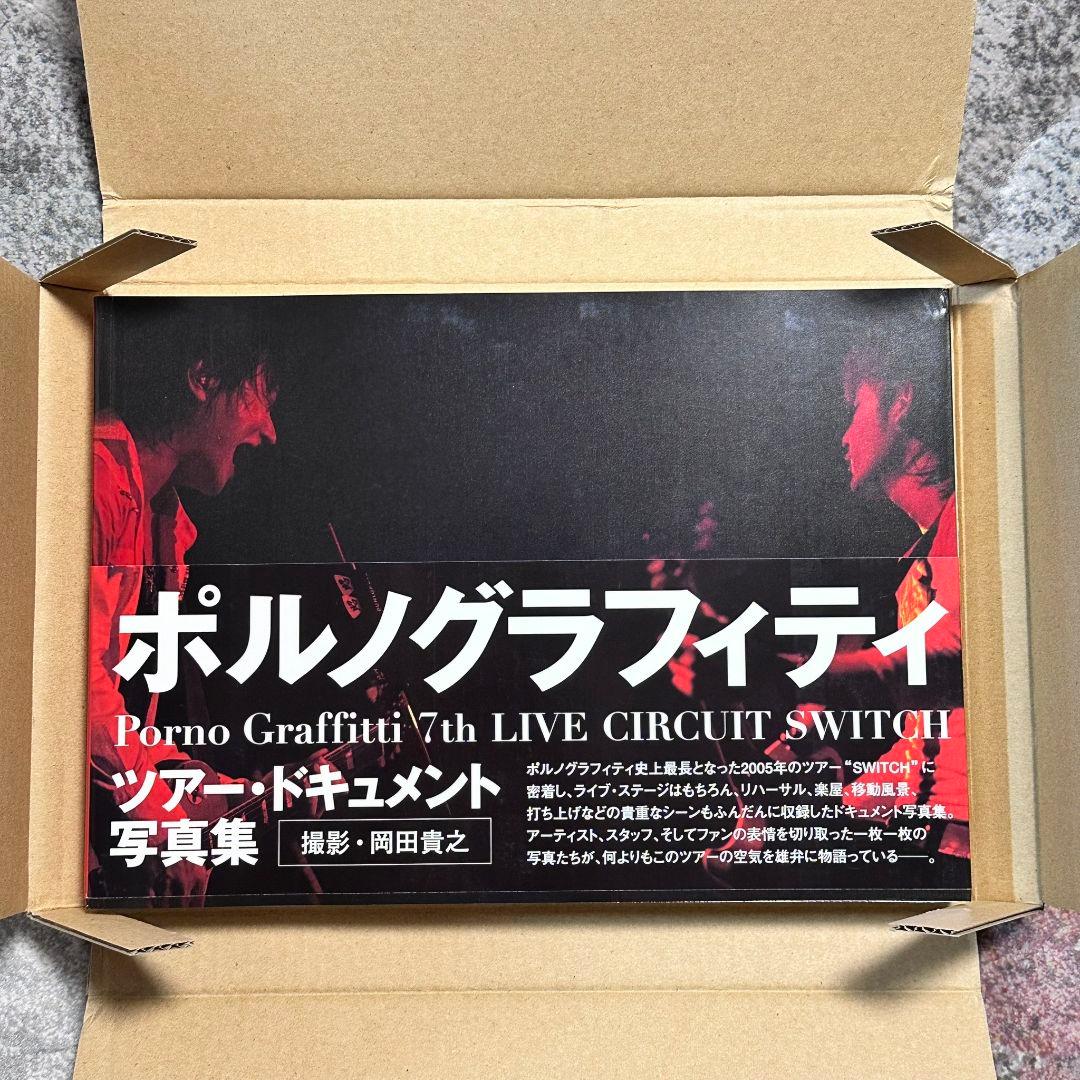 ポルノグラフィティ
Porno Graffitti 7th LIVE CIRCUIT SWITCH
ツアー・ドキュメント
写真集
撮影・岡田貴之
ポルノグラフィティ史上最長となった2005年のツアー“SWITCH”に
密着し、ライブ・ステージはもちろん、リハーサル、楽屋、移動風景、
打ち上げなどの貴重なシーンもふんだんに収録したドキュメント写真集。
アーティスト、スタッフ、そしてファンの表情を切り取った一枚一枚の
写真たちが、何よりもこのツアーの空気を雄弁に物語っている――。